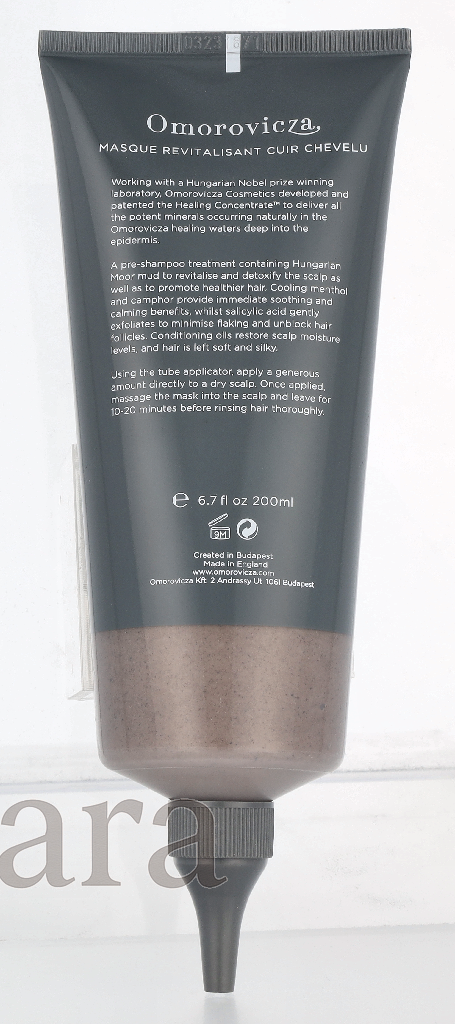 Omorovicza
MASQUE REVITALISANT CUIR CHEVELU
Working with a Hungarian Nobel prize winning
laboratory, Omorovicza Cosmetics developed and
patented the Healing Concentrate™ to deliver all
the potent minerals occurring naturally in the
Omorovicza healing waters deep into the
epidermis.
A pre-shampoo treatment containing Hungarian
Moor mud to revitalise and detoxify the scalp as
well as to promote healthier hair. Cooling menthol
and camphor provide immediate soothing and
calming benefits, whilst salicylic acid gently
exfoliates to minimise flaking and unblock hair
follicles. Conditioning oils restore scalp moisture
levels, and hair is left soft and silky.
Using the tube applicator, apply a generous
amount directly to a dry scalp. Once applied,
massage the mask into the scalp and leave for
10-20 minutes before rinsing hair thoroughly.
℮ 6.7 fl oz 200ml
9M
Created in Budapest
Made in England
www.omorovicza.com
Omorovicza Kft. 2 Andrassy Ut 1061 Budapest
ara